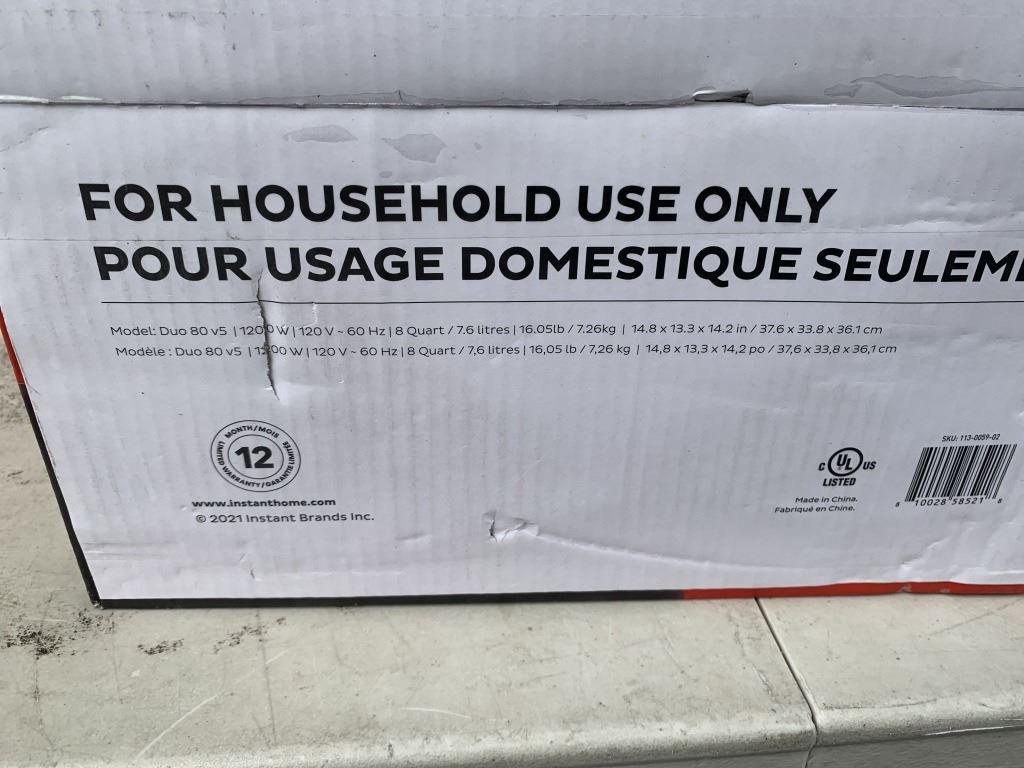 FOR HOUSEHOLD USE ONLY
POUR USAGE DOMESTIQUE SEULEM
Model: Duo 80 v5 | 1200 W | 120 V ~ 60 Hz | 8 Quart / 7.6 litres | 16.05lb / 7.26kg | 14.8 x 13.3 x 14.2 in / 37.6 x 33.8 x 36.1 cm
Modèle : Duo 80 v5 | 1200 W | 120 V ~ 60 Hz | 8 Quart / 7,6 litres | 16,05 lb / 7,26 kg | 14,8 x 13,3 x 14,2 po / 37,6 x 33,8 x 36,1 cm
MONTH/MOIS
12
LIMITED WARRANTY/GARANTIE LIMITÉE
www.instanthome.com
© 2021 Instant Brands Inc.
C UL US
LISTED
Made in China.
Fabriqué en Chine.
SKU: 113-0059-02
8 10028 58521 8